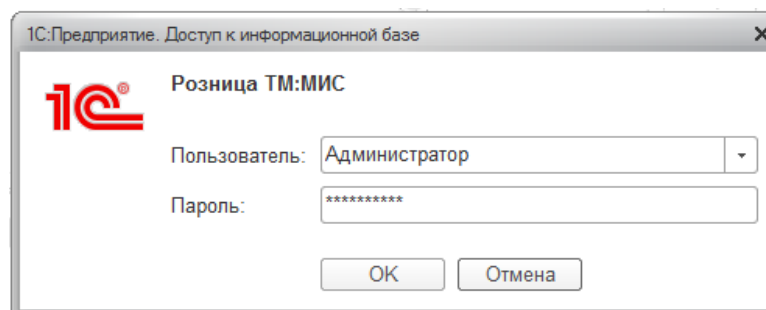 1С:Предприятие. Доступ к информационной базе
1С®
Розница ТМ:МИС
Пользователь: Администратор
Пароль: **********
OK Отмена